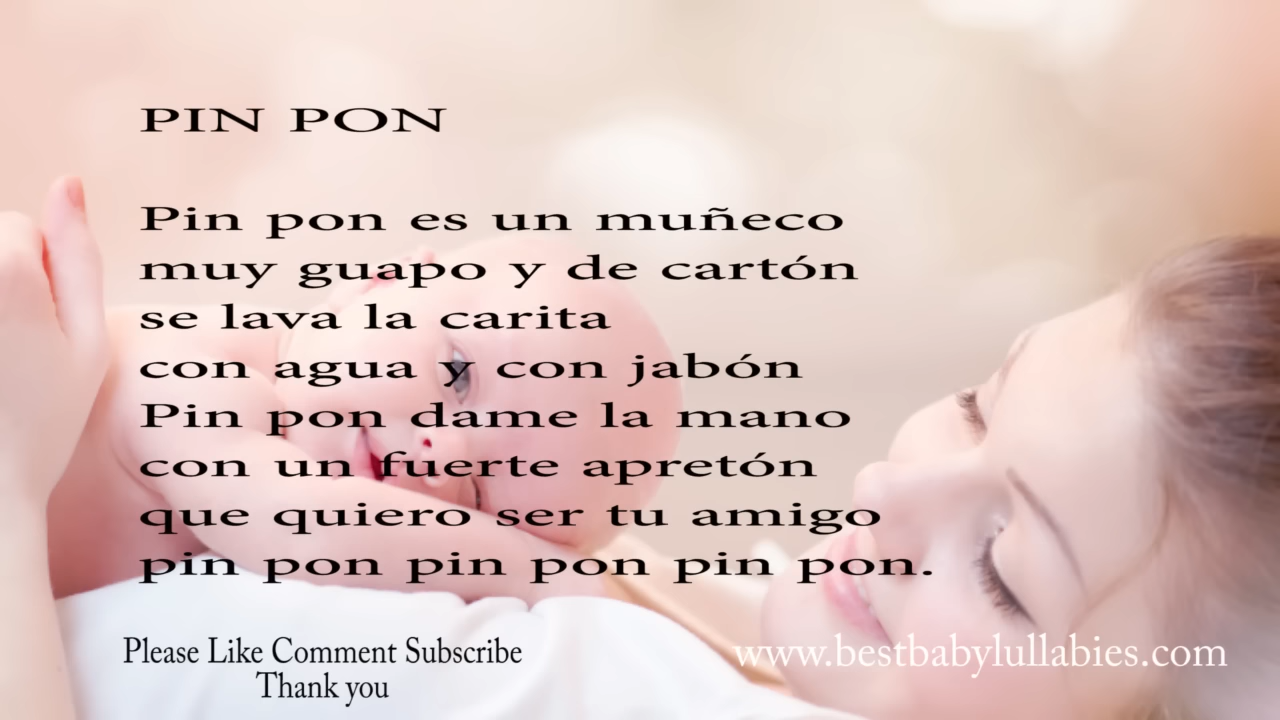 PIN PON
Pin pon es un muñeco
muy guapo y de cartón
se lava la carita
con agua y con jabón
Pin pon dame la mano
con un fuerte apretón
que quiero ser tu amigo
pin pon pin pon pin pon.
Please Like Comment Subscribe
Thank you
www.bestbabylullabies.com